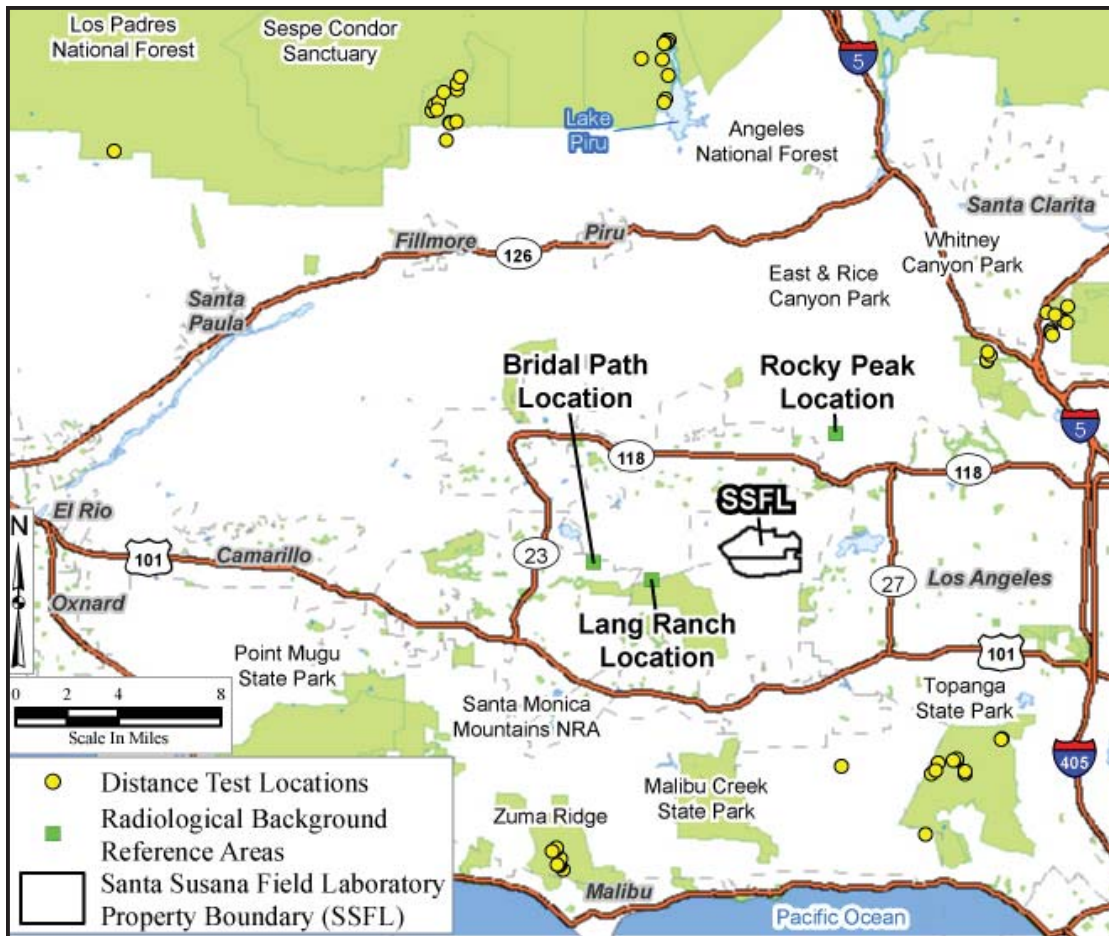 Los Padres
National Forest
Sespe Condor
Sanctuary
5
Lake
Piru
Angeles
National Forest
Santa Clarita
Fillmore
Piru
126
Whitney
Canyon Park
East & Rice
Canyon Park
Santa
Paula
Bridal Path
Location
Rocky Peak
Location
5
118
118
SSFL
El Rio
N
101
Camarillo
23
27
Los Angeles
Oxnard
Lang Ranch
Location
101
Point Mugu
State Park
Santa Monica
Mountains NRA
Topanga
State Park
0 2 4 8
Scale In Miles
405
Malibu Creek
State Park
Zuma Ridge
Malibu
Pacific Ocean
Distance Test Locations
Radiological Background
Reference Areas
Santa Susana Field Laboratory
Property Boundary (SSFL)